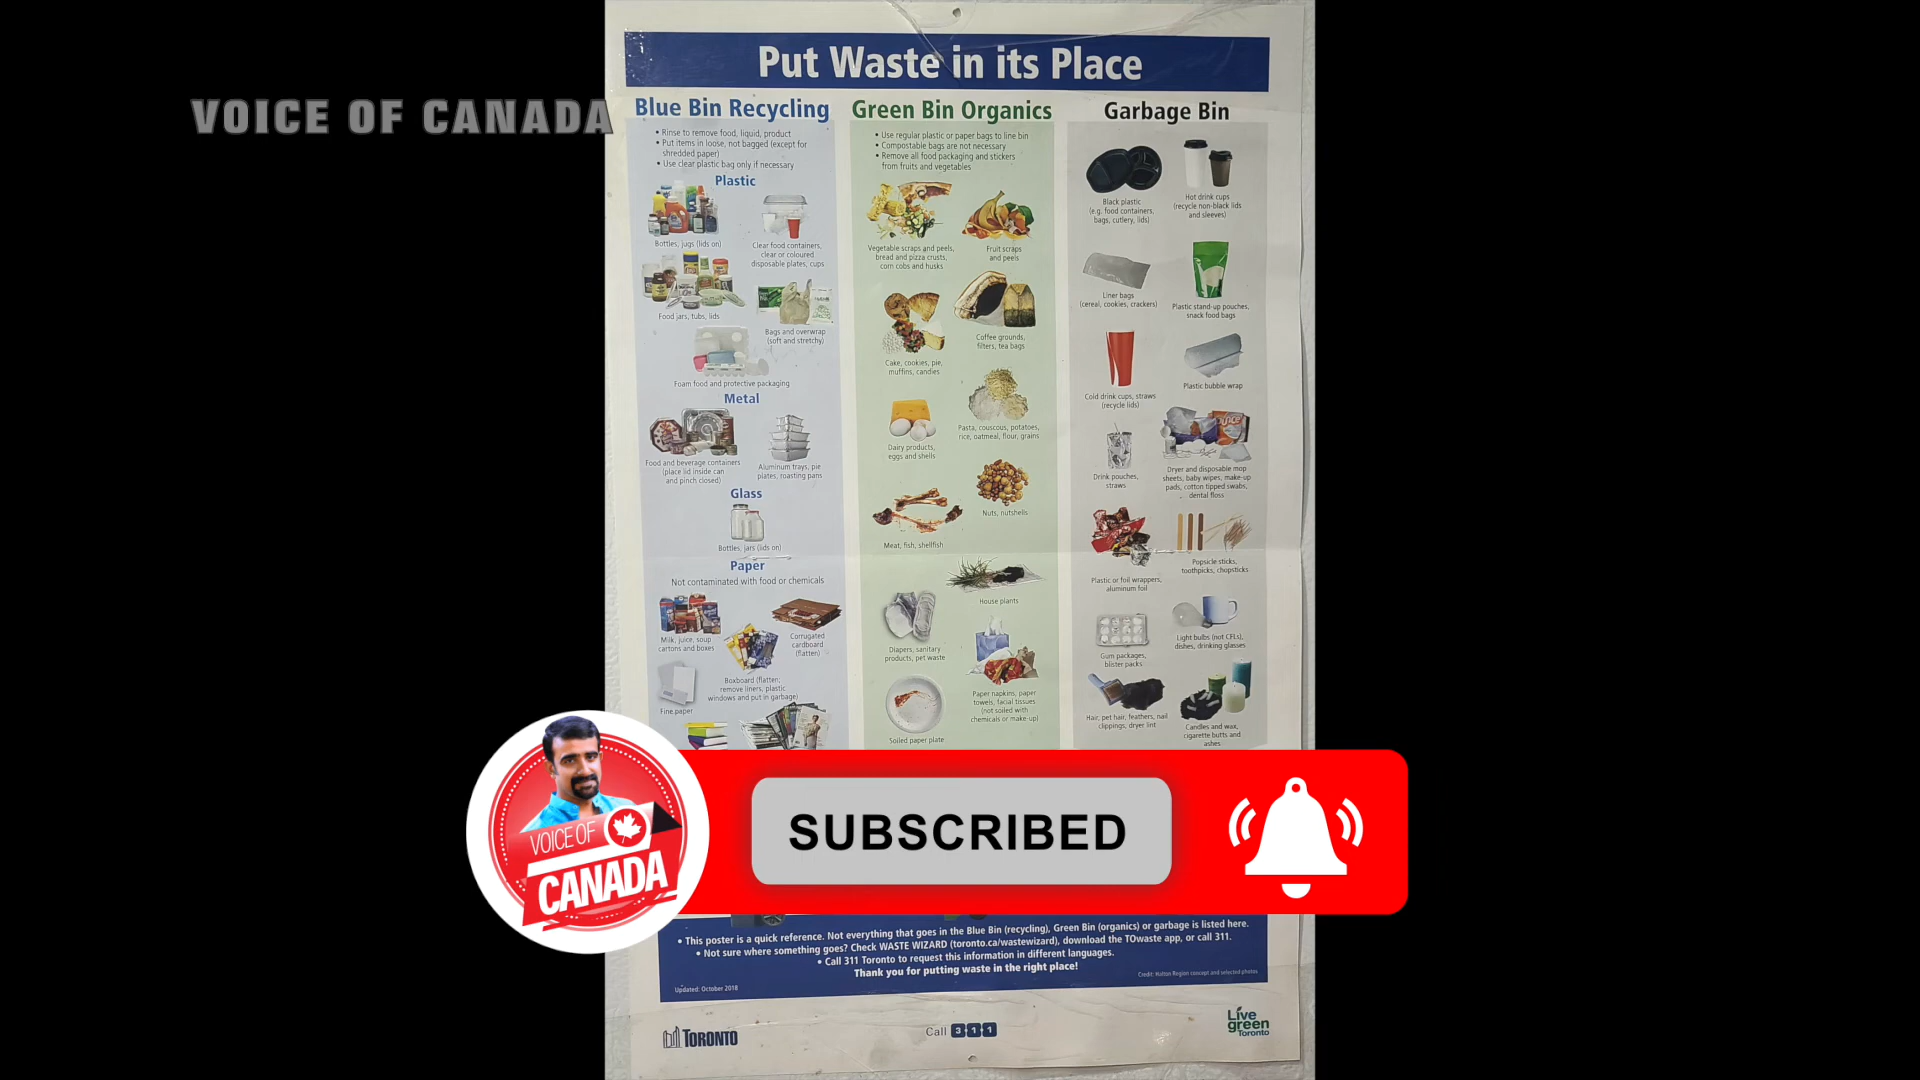 VOICE OF CANADA
Put Waste in its Place
Blue Bin Recycling
• Rinse to remove food, liquid, product
• Put items in loose, not bagged (except for
shredded paper)
• Use clear plastic bag only if necessary
Plastic
Bottles, jugs (lids on)
Clear food containers,
clear or coloured
disposable plates, cups
Food jars, tubs, lids
Bags and overwrap
(soft and stretchy)
Foam food and protective packaging
Metal
Food and beverage containers
(place lid inside can
and pinch closed)
Aluminum trays, pie
plates, roasting pans
Glass
Bottles, jars (lids on)
Paper
Not contaminated with food or chemicals
Milk, juice, soup
cartons and boxes
Corrugated
cardboard
(flatten)
Boxboard (flatten;
remove liners, plastic
windows and put in garbage)
Fine paper
Green Bin Organics
• Use regular plastic or paper bags to line bin
• Compostable bags are not necessary
• Remove all food packaging and stickers
from fruits and vegetables
Vegetable scraps and peels,
bread and pizza crusts,
corn cobs and husks
Fruit scraps
and peels
Cake, cookies, pie,
muffins, candies
Coffee grounds,
filters, tea bags
Dairy products,
eggs and shells
Pasta, couscous, potatoes,
rice, oatmeal, flour, grains
Nuts, nutshells
Meat, fish, shellfish
House plants
Diapers, sanitary
products, pet waste
Paper napkins, paper
towels, facial tissues
(not soiled with
chemicals or make-up)
Soiled paper plate
Garbage Bin
Black plastic
(e.g. food containers,
bags, cutlery, lids)
Hot drink cups
(recycle non-black lids
and sleeves)
Liner bags
(cereal, cookies, crackers)
Plastic stand-up pouches,
snack food bags
Cold drink cups, straws
(recycle lids)
Plastic bubble wrap
Drink pouches,
straws
Dryer and disposable mop
sheets, baby wipes, make-up
pads, cotton tipped swabs,
dental floss
Plastic or foil wrappers,
aluminum foil
Popsicle sticks,
toothpicks, chopsticks
Gum packages,
blister packs
Light bulbs (not CFLs),
dishes, drinking glasses
Hair, pet hair, feathers, nail
clippings, dryer lint
Candles and wax,
cigarette butts and
ashes
VOICE OF
CANADA
SUBSCRIBED
• This poster is a quick reference. Not everything that goes in the Blue Bin (recycling), Green Bin (organics) or garbage is listed here.
• Not sure where something goes? Check WASTE WIZARD (toronto.ca/wastewizard), download the TOwaste app, or call 311.
• Call 311 Toronto to request this information in different languages.
Thank you for putting waste in the right place!
Updated: October 2018
Credit: Halton Region concept and selected photos
TORONTO
Call 3 1 1
Live
green
Toronto